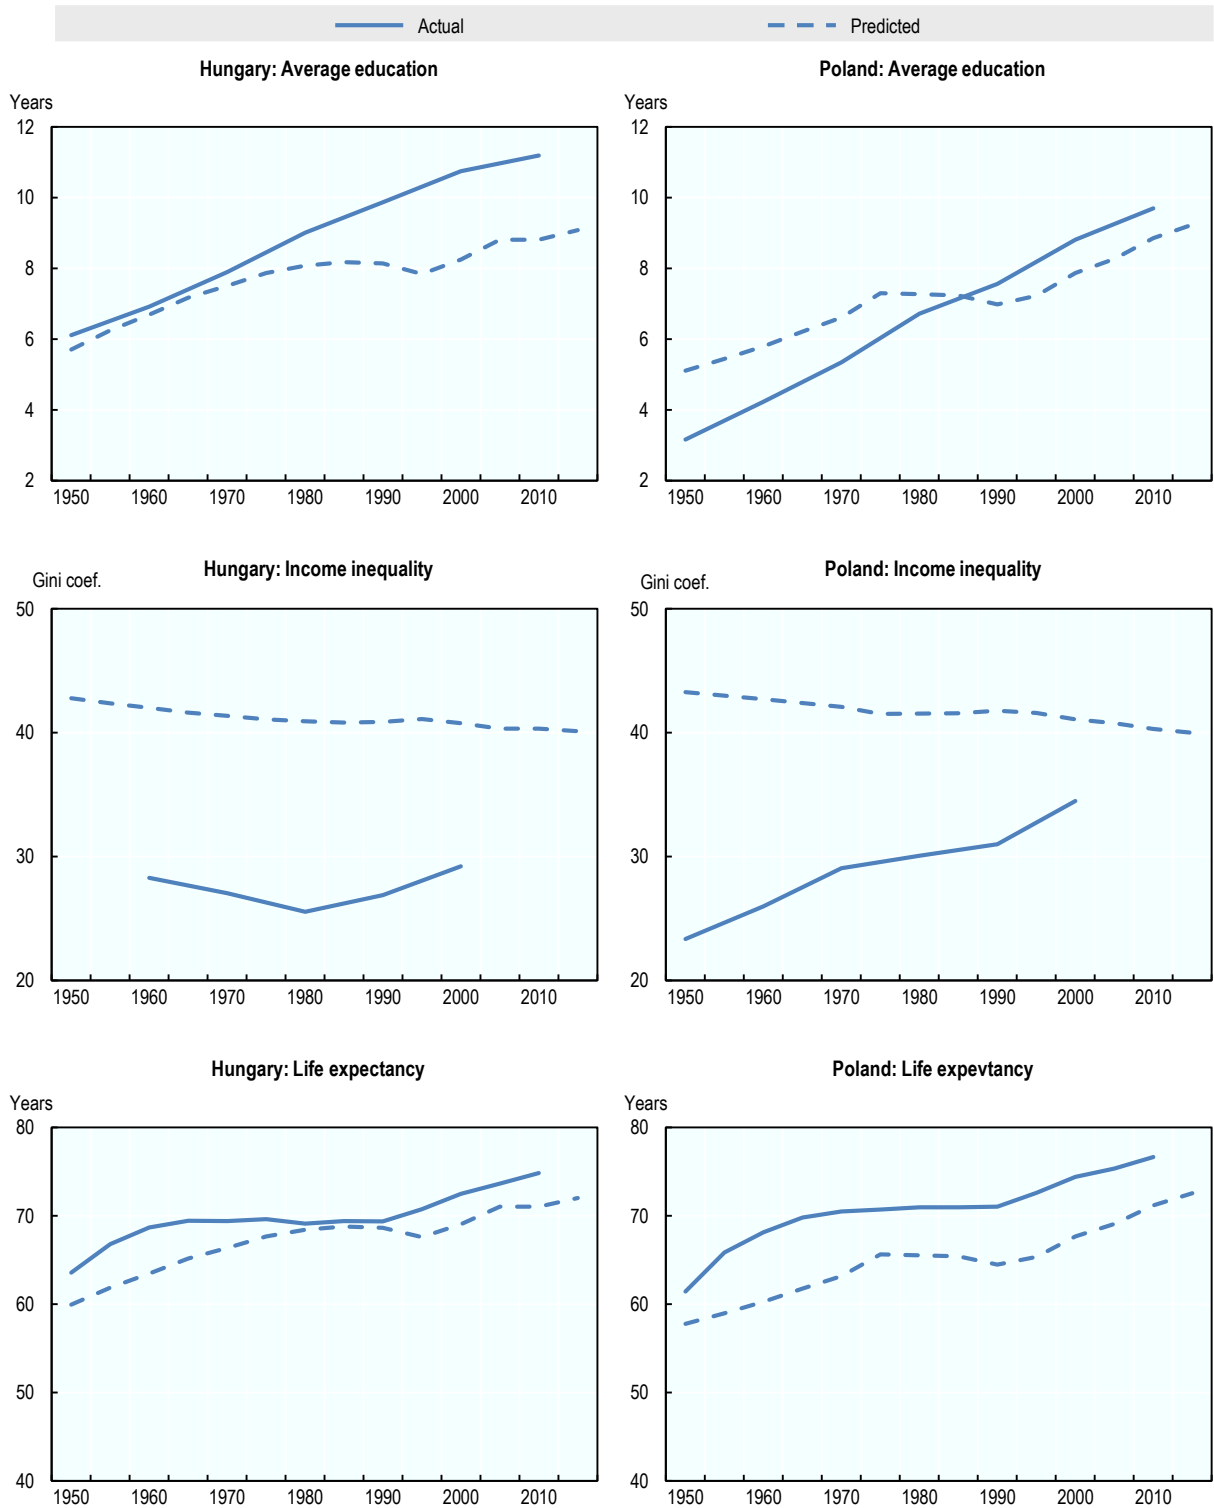 Actual Predicted
Hungary: Average education
Years
12
10
8
6
4
2
1950 1960 1970 1980 1990 2000 2010
Poland: Average education
Years
12
10
8
6
4
2
1950 1960 1970 1980 1990 2000 2010
Hungary: Income inequality
Gini coef.
50
40
30
20
1950 1960 1970 1980 1990 2000 2010
Poland: Income inequality
Gini coef.
50
40
30
20
1950 1960 1970 1980 1990 2000 2010
Hungary: Life expectancy
Years
80
70
60
50
40
1950 1960 1970 1980 1990 2000 2010
Poland: Life expevtancy
Years
80
70
60
50
40
1950 1960 1970 1980 1990 2000 2010